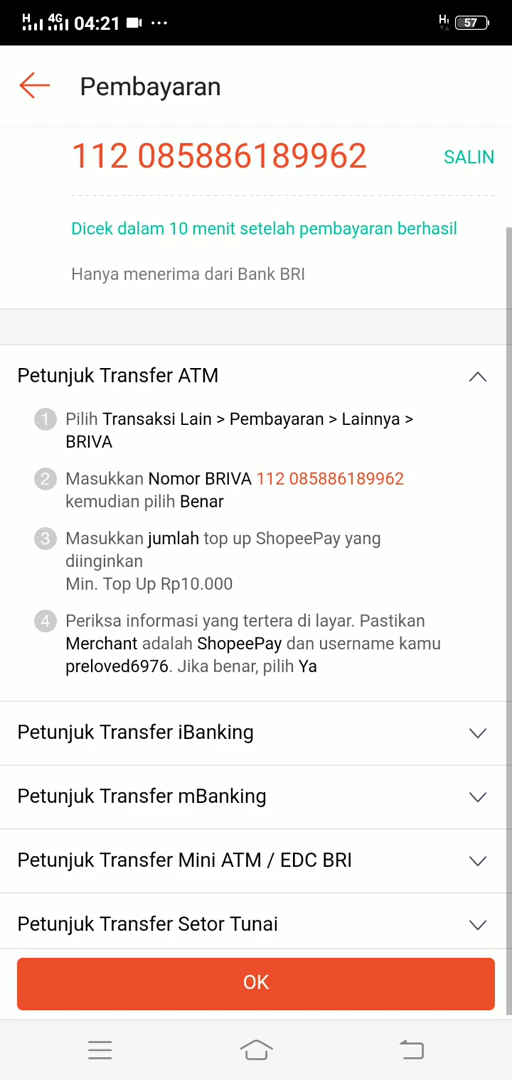 H 4G 04:21 ... H 57
Pembayaran
112 085886189962 SALIN
Dicek dalam 10 menit setelah pembayaran berhasil
Hanya menerima dari Bank BRI
Petunjuk Transfer ATM
1 Pilih Transaksi Lain > Pembayaran > Lainnya >
BRIVA
2 Masukkan Nomor BRIVA 112 085886189962
kemudian pilih Benar
3 Masukkan jumlah top up ShopeePay yang
diinginkan
Min. Top Up Rp10.000
4 Periksa informasi yang tertera di layar. Pastikan
Merchant adalah ShopeePay dan username kamu
preloved6976. Jika benar, pilih Ya
Petunjuk Transfer iBanking
Petunjuk Transfer mBanking
Petunjuk Transfer Mini ATM / EDC BRI
Petunjuk Transfer Setor Tunai
OK